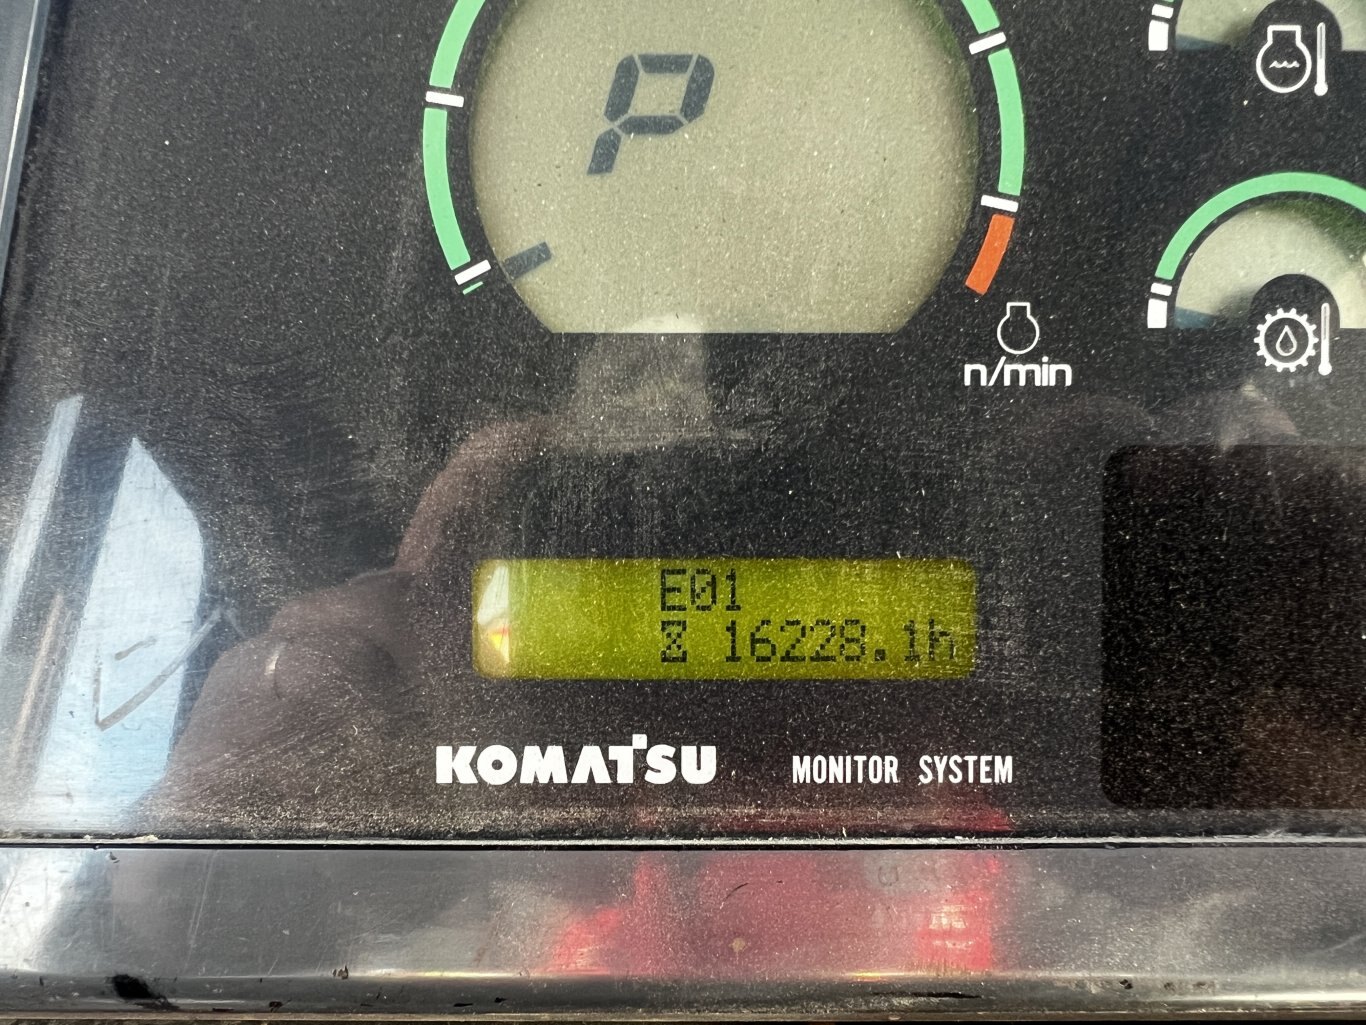 P
n/min
E01
16228.1h
KOMATSU MONITOR SYSTEM